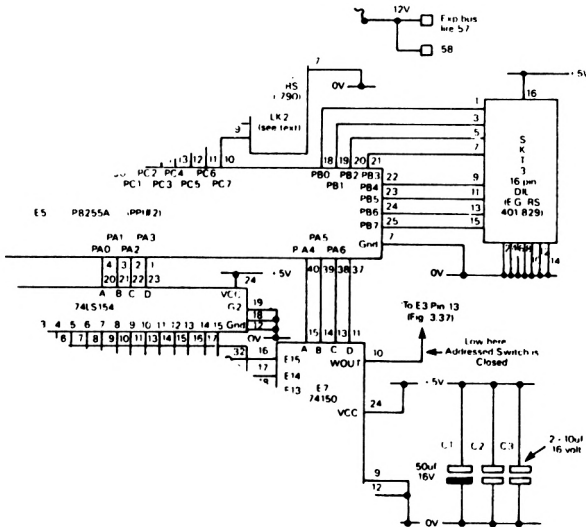 12V
Exp bus
line 57
58
7
RS
790)
0V
LK2
(see text)
9
+5V
16
1
3
5
7
9
11
13
15
S
K
T
3
16 pin
DIL
(EG RS
401 829)
14
0V
13 12 11 10
PC2
PC4
PC6
PC1
PC3
PC5
PC7
18 19 20 21
PB0
PB2
PB3
PB1
PB4
PB5
PB6
PB7
Gnd
22
23
24
25
7
E5
P8255A
(PPI#2)
PA1
PA3
PA0
PA2
PA5
PA4
PA6
4 3 2 1
20 21 22 23
A B C D
74LS154
+5V
24
VCC
G2
19
18
12
Gnd
0V
3 4 5 6 7 8 9 10 11 12 13 14 15
6 7 8 9 10 11 13 14 15 16 17
40 39 38 37
15 14 13 11
A B C D
To E3 Pin 13
(Fig 3.37)
WOUT
10
Low here
Addressed Switch is
Closed
32
16
E15
17
E14
18
E13
E7
74150
VCC
24
+5V
9
12
C1
C2
C3
50uf
16V
2 - 10uf
16 volt
0V